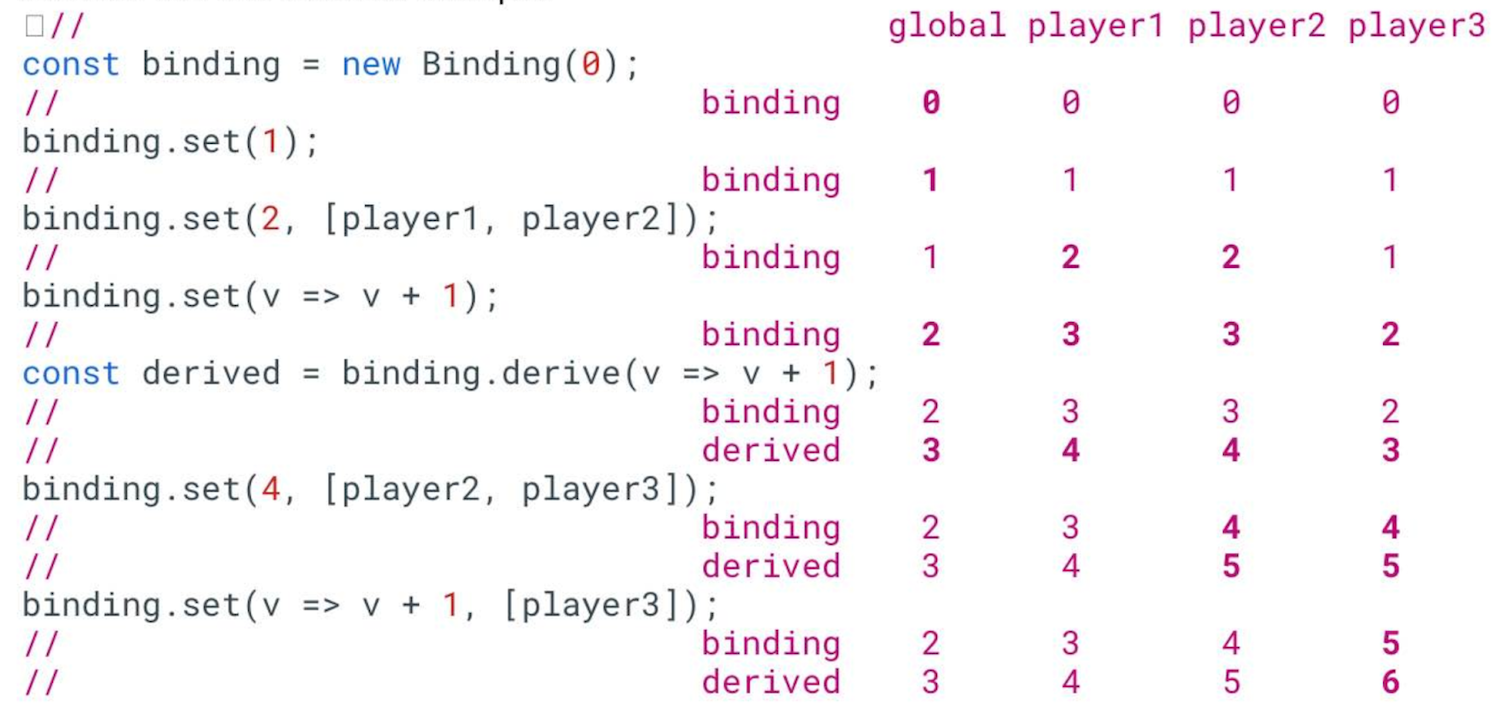 // global player1 player2 player3
const binding = new Binding(0);
// binding 0 0 0 0
binding.set(1);
// binding 1 1 1 1
binding.set(2, [player1, player2]);
// binding 1 2 2 1
binding.set(v => v + 1);
// binding 2 3 3 2
const derived = binding.derive(v => v + 1);
// binding 2 3 3 2
// derived 3 4 4 3
binding.set(4, [player2, player3]);
// binding 2 3 4 4
// derived 3 4 5 5
binding.set(v => v + 1, [player3]);
// binding 2 3 4 5
// derived 3 4 5 6